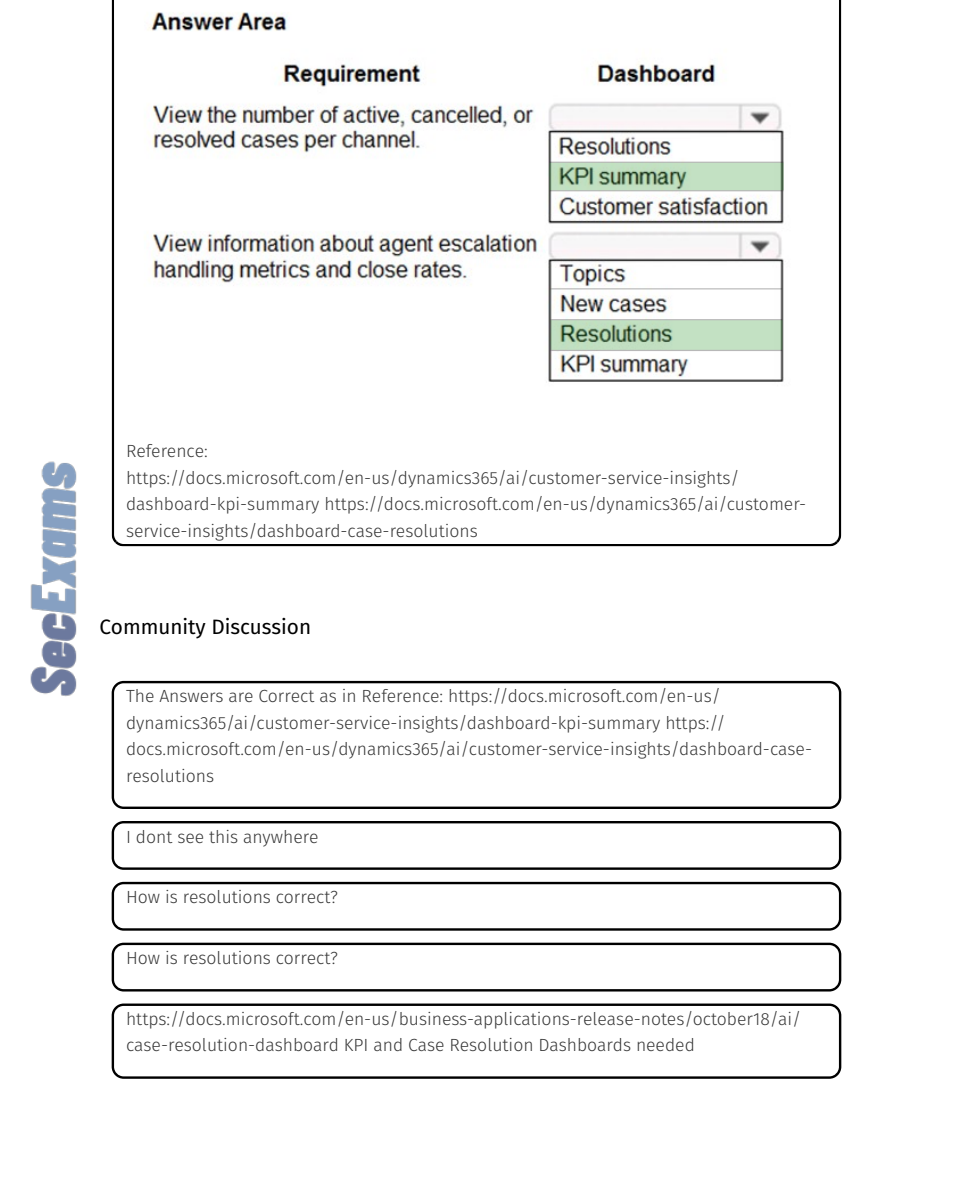 Answer Area
Requirement Dashboard
View the number of active, cancelled, or
resolved cases per channel.
Resolutions
KPI summary
Customer satisfaction
View information about agent escalation
handling metrics and close rates.
Topics
New cases
Resolutions
KPI summary
Reference:
https://docs.microsoft.com/en-us/dynamics365/ai/customer-service-insights/
dashboard-kpi-summary https://docs.microsoft.com/en-us/dynamics365/ai/customer-
service-insights/dashboard-case-resolutions
SecExams
Community Discussion
The Answers are Correct as in Reference: https://docs.microsoft.com/en-us/
dynamics365/ai/customer-service-insights/dashboard-kpi-summary https://
docs.microsoft.com/en-us/dynamics365/ai/customer-service-insights/dashboard-case-
resolutions
I dont see this anywhere
How is resolutions correct?
How is resolutions correct?
https://docs.microsoft.com/en-us/business-applications-release-notes/october18/ai/
case-resolution-dashboard KPI and Case Resolution Dashboards needed